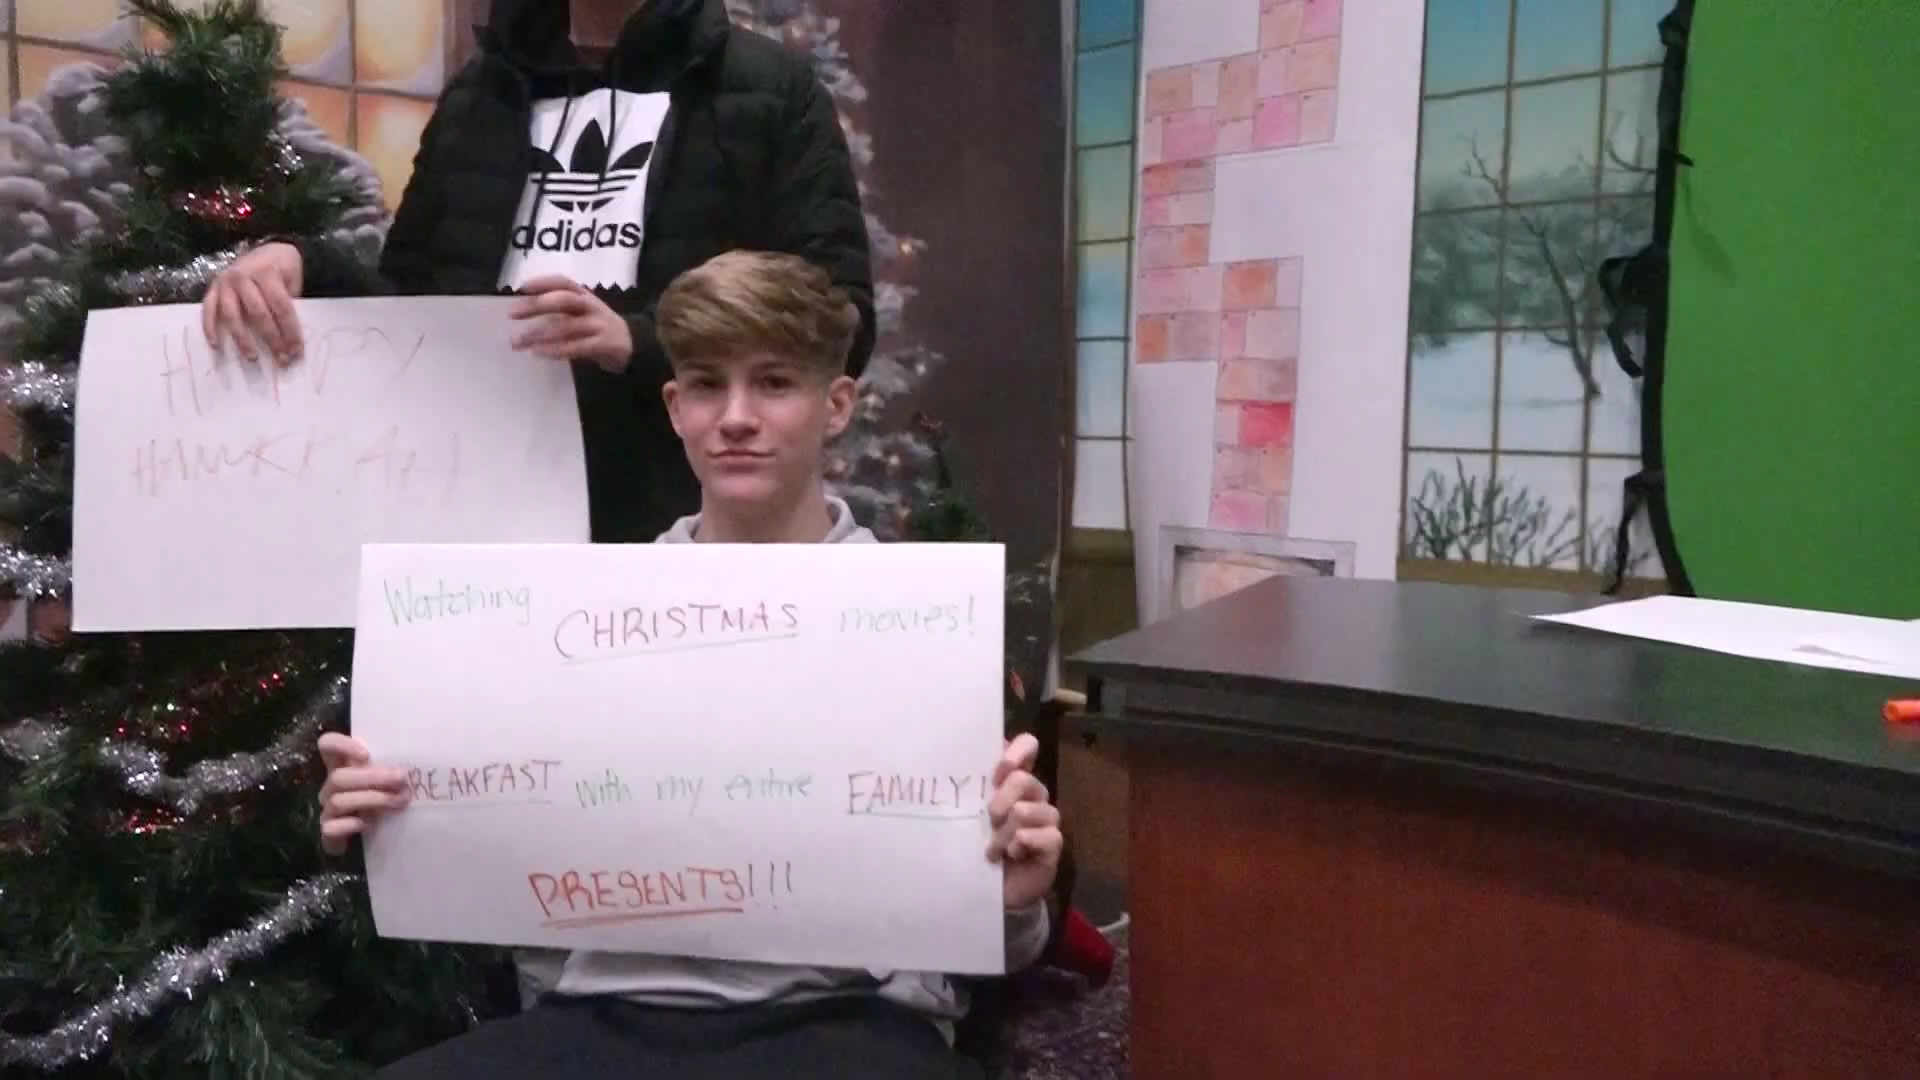 adidas
HAPPY
Watching CHRISTMAS movies!
BREAKFAST with my entire FAMILY!
PRESENTS!!!